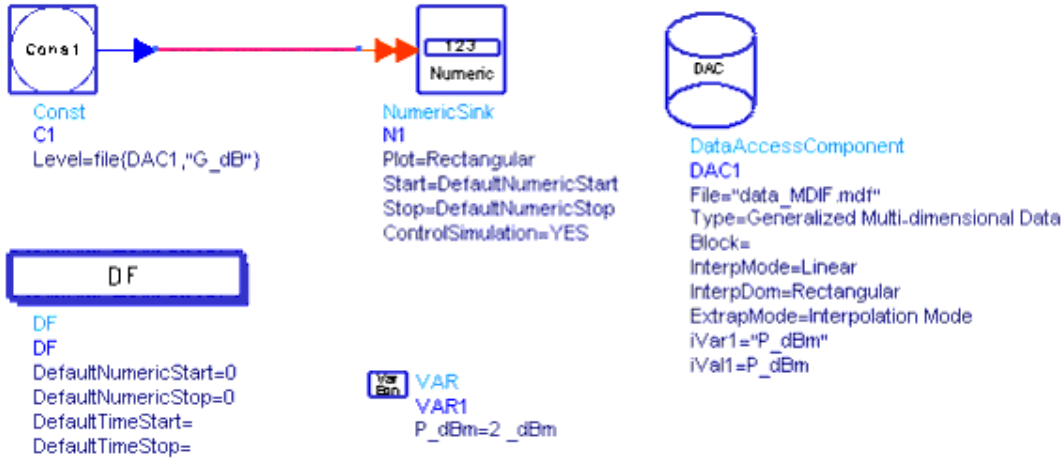 Const
123
Numeric
DAC
Const
C1
Level=file{DAC1,"G_dB"}
NumericSink
N1
Plot=Rectangular
Start=DefaultNumericStart
Stop=DefaultNumericStop
ControlSimulation=YES
DataAccessComponent
DAC1
File="data_MDIF.mdf"
Type=Generalized Multi-dimensional Data
Block=
InterpMode=Linear
InterpDom=Rectangular
ExtrapMode=Interpolation Mode
iVar1="P_dBm"
iVal1=P_dBm
DF
DF
DF
DefaultNumericStart=0
DefaultNumericStop=0
DefaultTimeStart=
DefaultTimeStop=
Var
Eqn
VAR
VAR1
P_dBm=2 _dBm